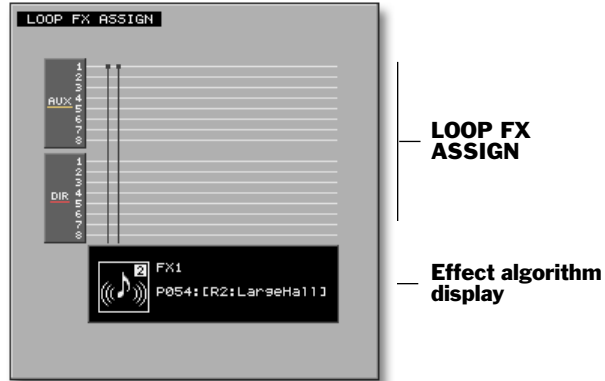 LOOP FX ASSIGN
AUX
1
2
3
4
5
6
7
8
DIR
1
2
3
4
5
6
7
8
2
FX1
P054:[R2:LargeHall]
LOOP FX
ASSIGN
Effect algorithm
display